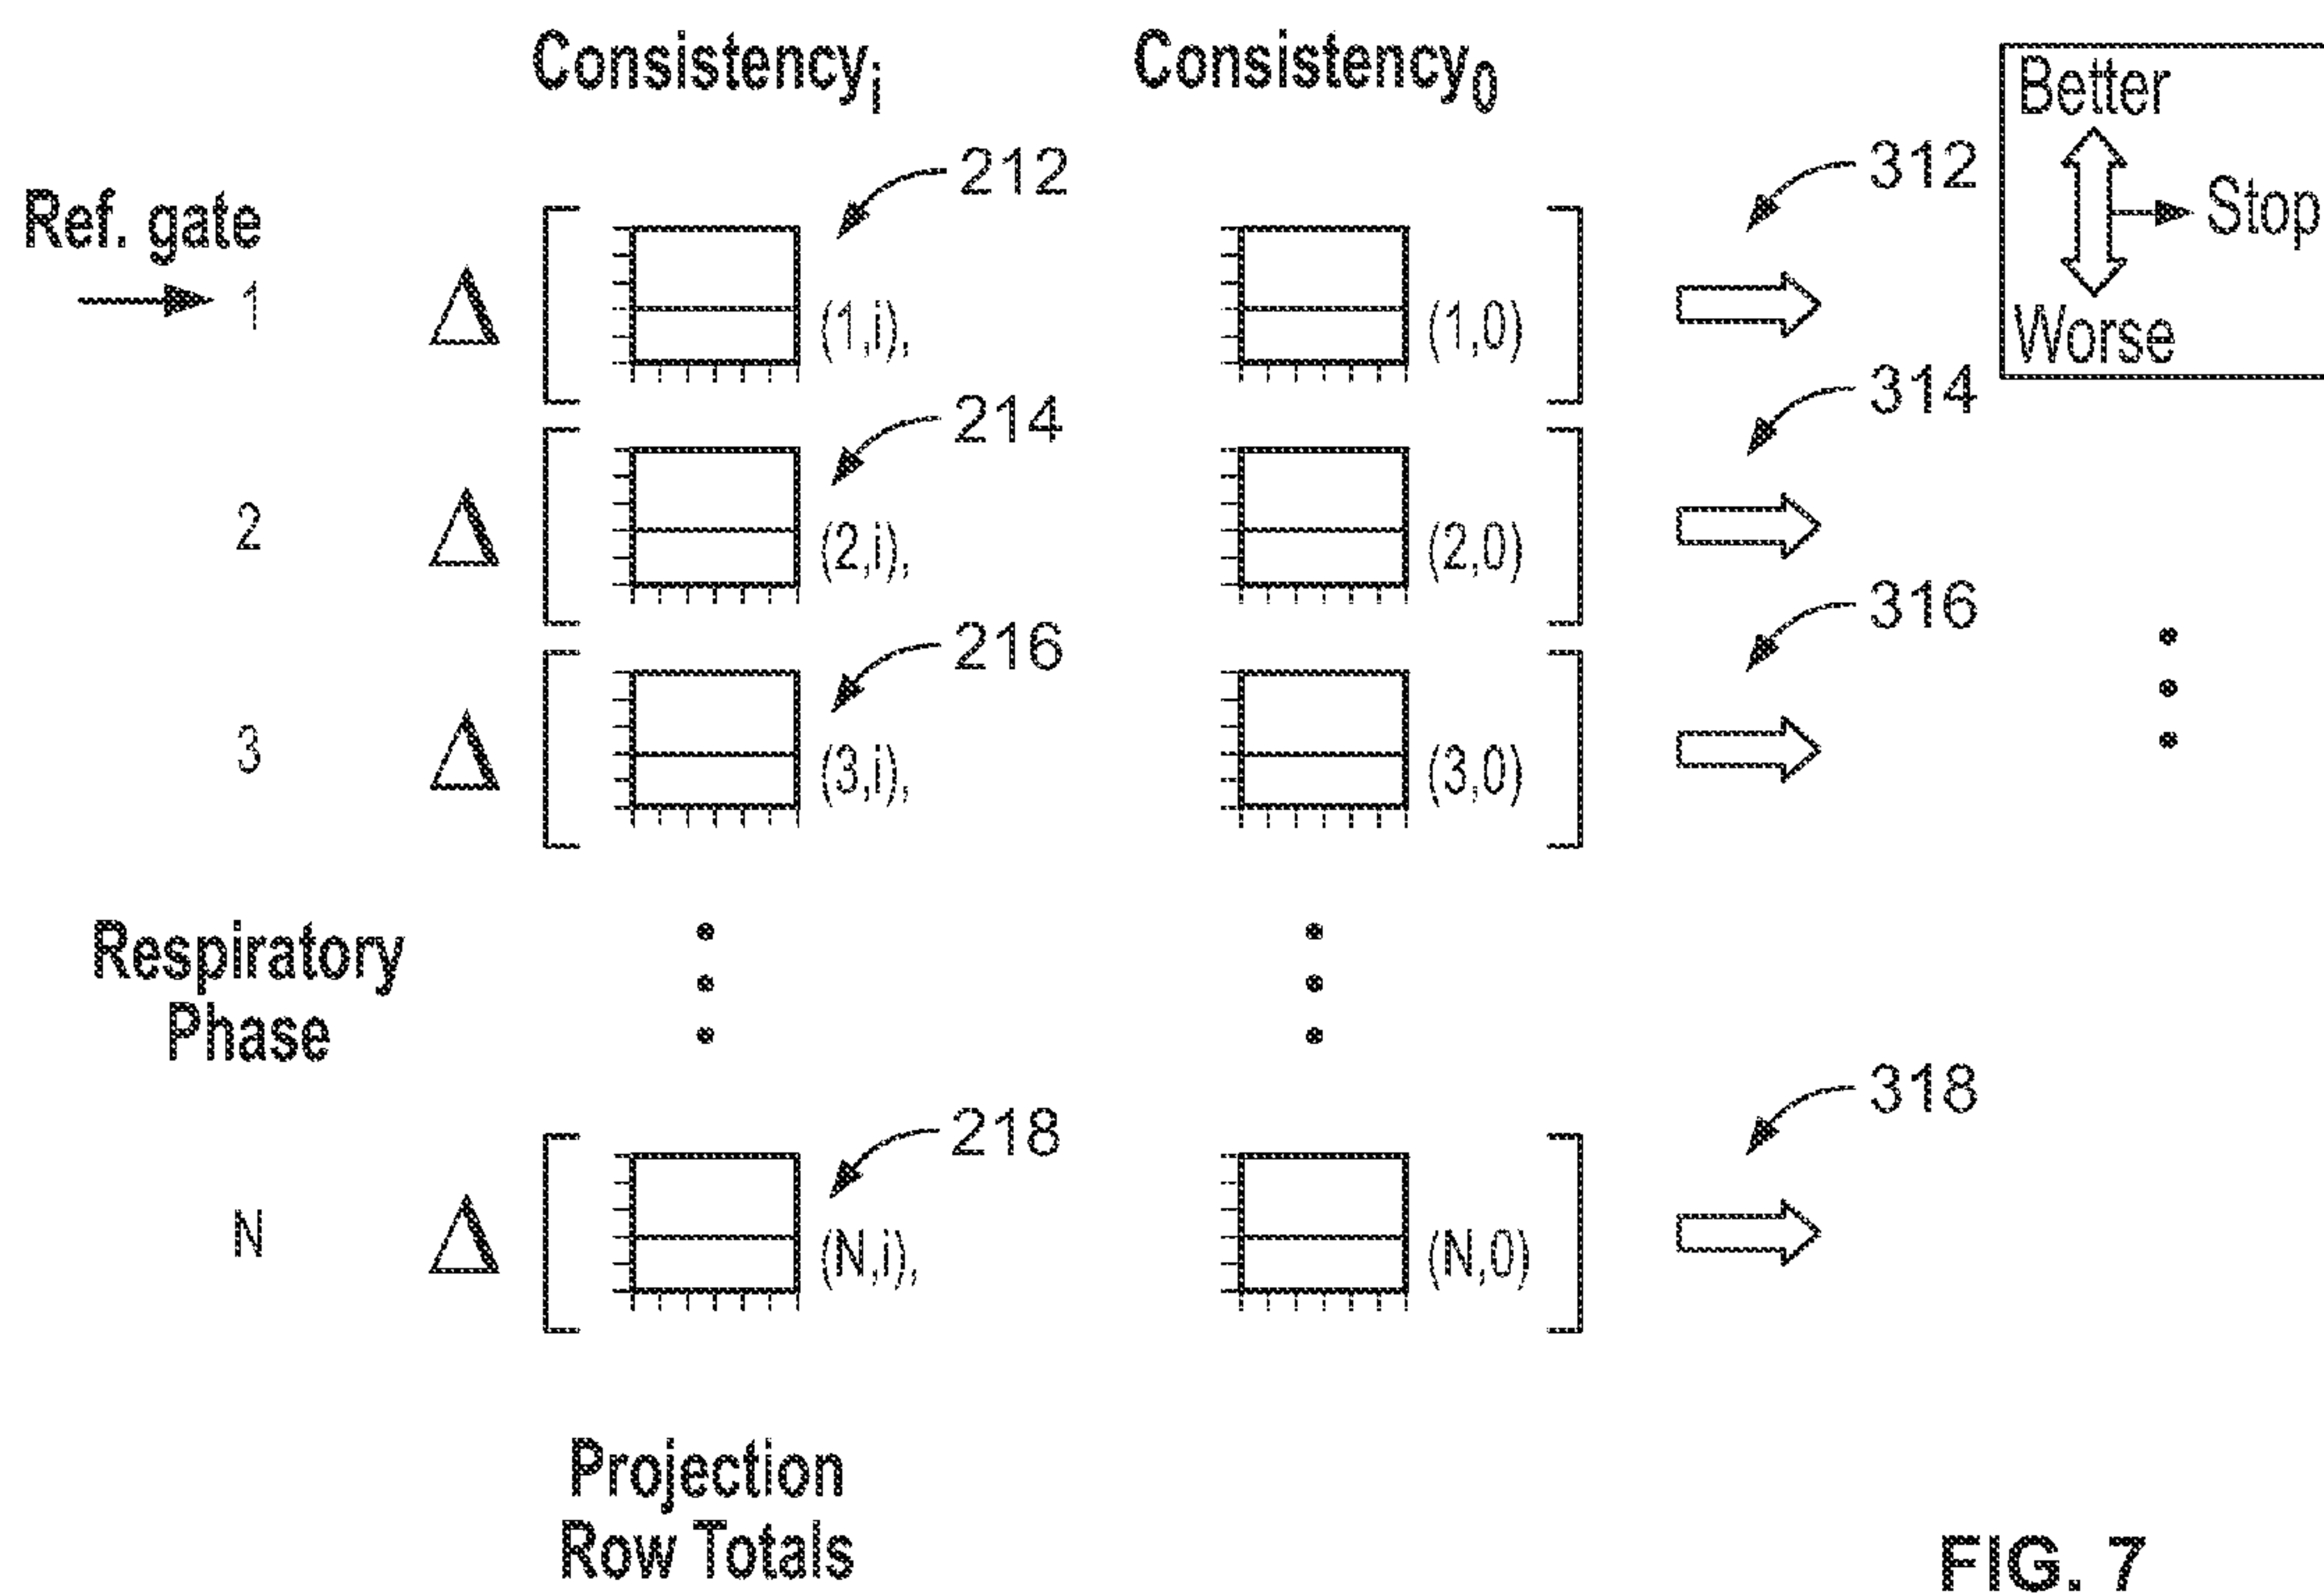 Consistencyᵢ Consistency₀
Better
212 312
Ref. gate
Stop
1 Δ (1,i), (1,0)
Worse
214 314
2 Δ (2,i), (2,0)
216 316
3 Δ (3,i), (3,0)
Respiratory
Phase
218 318
N Δ (N,i), (N,0)
Projection
Row Totals
FIG. 7